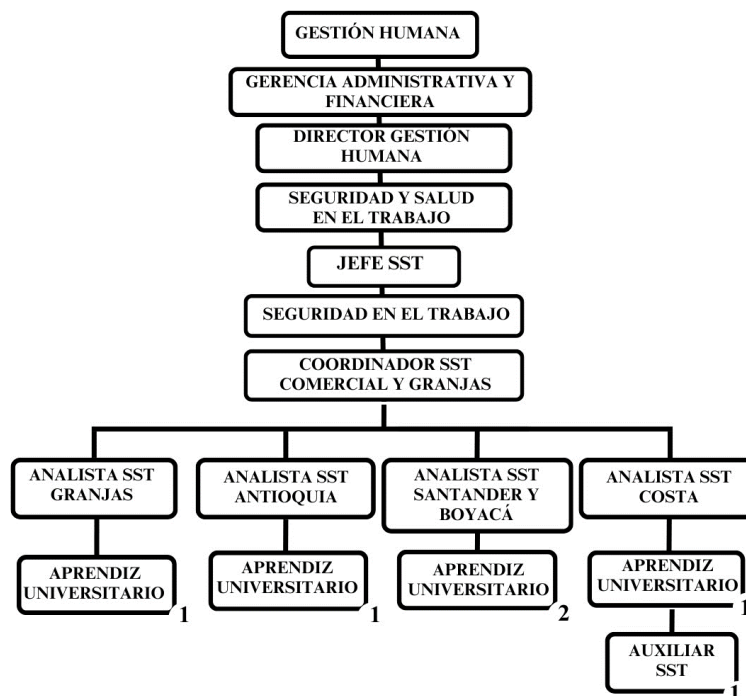 GESTIÓN HUMANA
GERENCIA ADMINISTRATIVA Y
FINANCIERA
DIRECTOR GESTIÓN
HUMANA
SEGURIDAD Y SALUD
EN EL TRABAJO
JEFE SST
SEGURIDAD EN EL TRABAJO
COORDINADOR SST
COMERCIAL Y GRANJAS
ANALISTA SST
GRANJAS
ANALISTA SST
ANTIOQUIA
ANALISTA SST
SANTANDER Y
BOYACÁ
ANALISTA SST
COSTA
APRENDIZ
UNIVERSITARIO
1
APRENDIZ
UNIVERSITARIO
1
APRENDIZ
UNIVERSITARIO
2
APRENDIZ
UNIVERSITARIO
1
AUXILIAR
SST
1